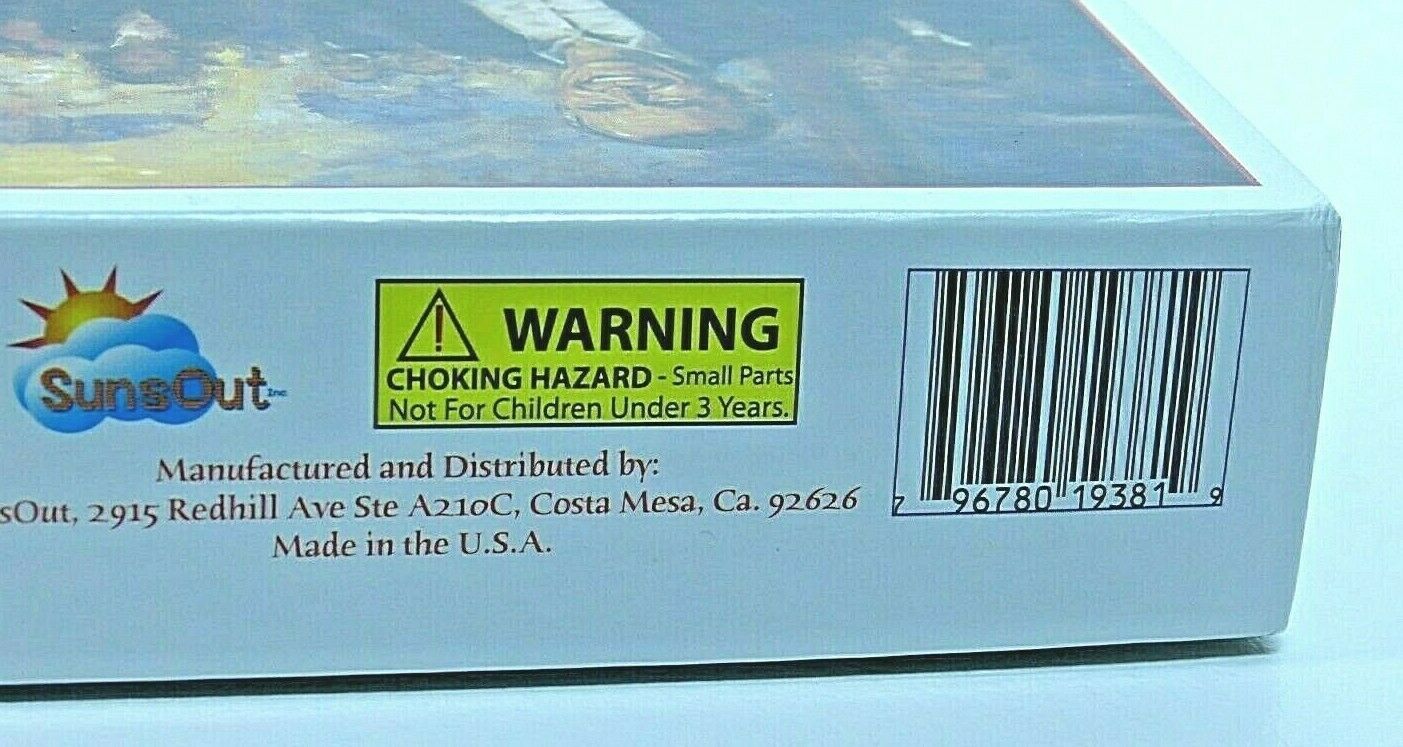 SunsOut Inc
WARNING
CHOKING HAZARD - Small Parts
Not For Children Under 3 Years.
Manufactured and Distributed by:
sOut, 2915 Redhill Ave Ste A210C, Costa Mesa, Ca. 92626
Made in the U.S.A.
7 96780 19381 9